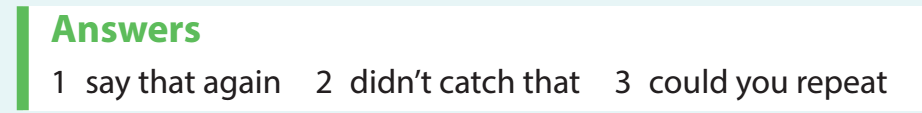 Answers
1 say that again 2 didn’t catch that 3 could you repeat